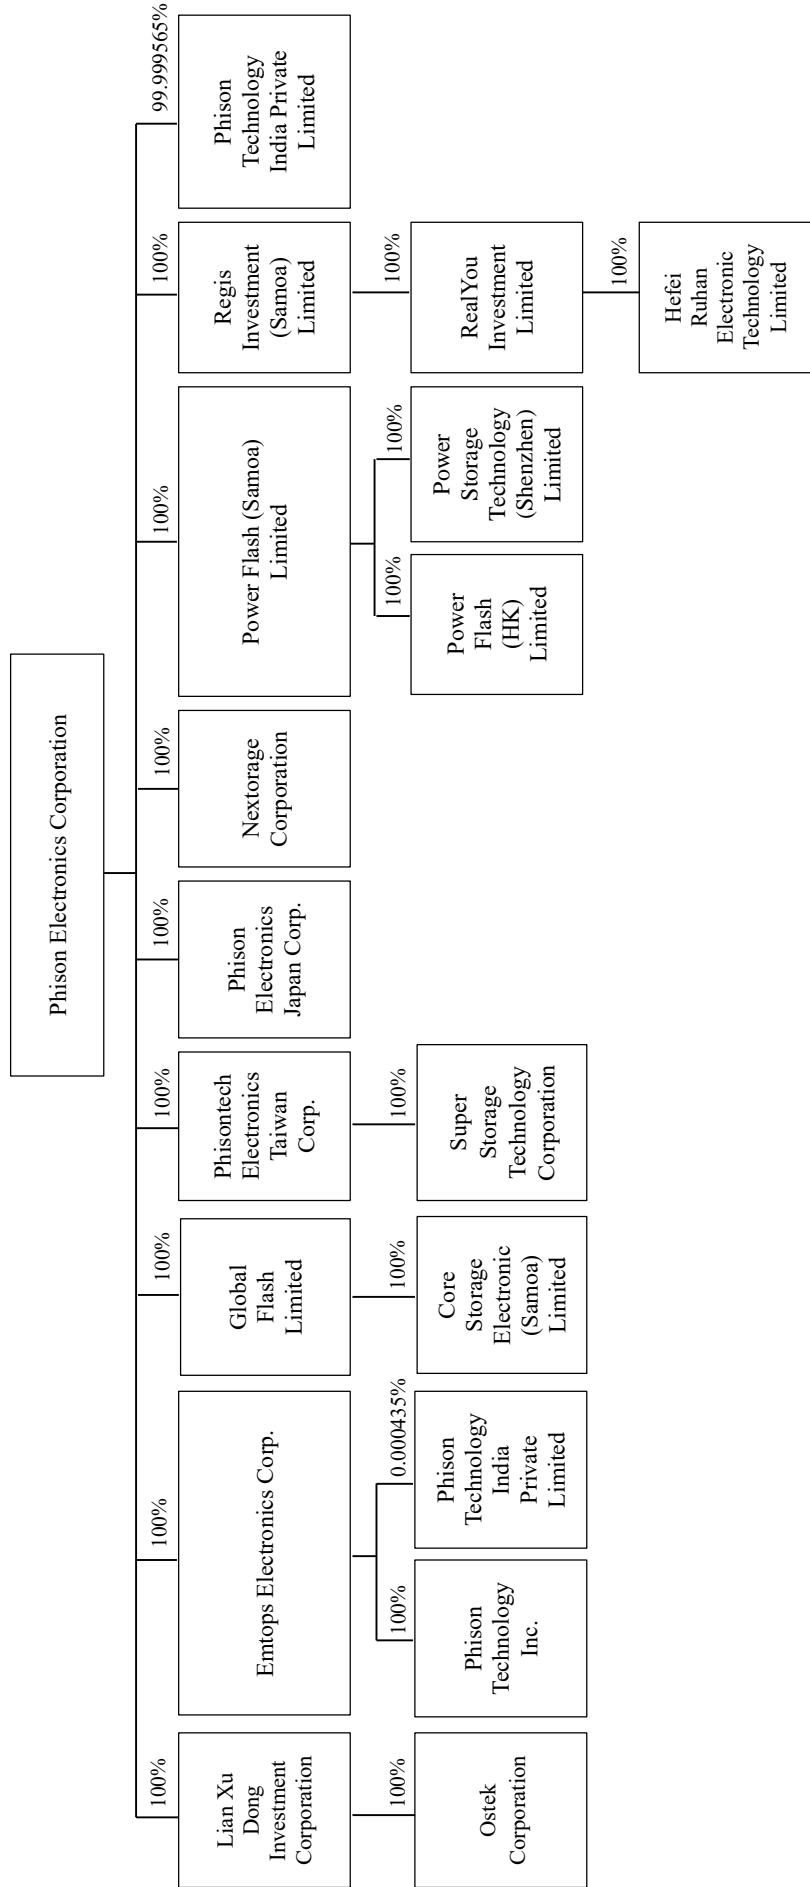 Phison Electronics Corporation
100%
100%
100%
100%
100%
100%
100%
100%
99.999565%
Lian Xu
Dong
Investment
Corporation
Emtops Electronics Corp.
Global
Flash
Limited
Phisontech
Electronics
Taiwan
Corp.
Phison
Electronics
Japan Corp.
Nextorage
Corporation
Power Flash (Samoa)
Limited
Regis
Investment
(Samoa)
Limited
Phison
Technology
India Private
Limited
100%
100%
0.000435%
100%
100%
100%
100%
100%
Ostek
Corporation
Phison
Technology
Inc.
Phison
Technology
India
Private
Limited
Core
Storage
Electronic
(Samoa)
Limited
Super
Storage
Technology
Corporation
Power
Flash
(HK)
Limited
Power
Storage
Technology
(Shenzhen)
Limited
RealYou
Investment
Limited
100%
Hefei
Ruhan
Electronic
Technology
Limited